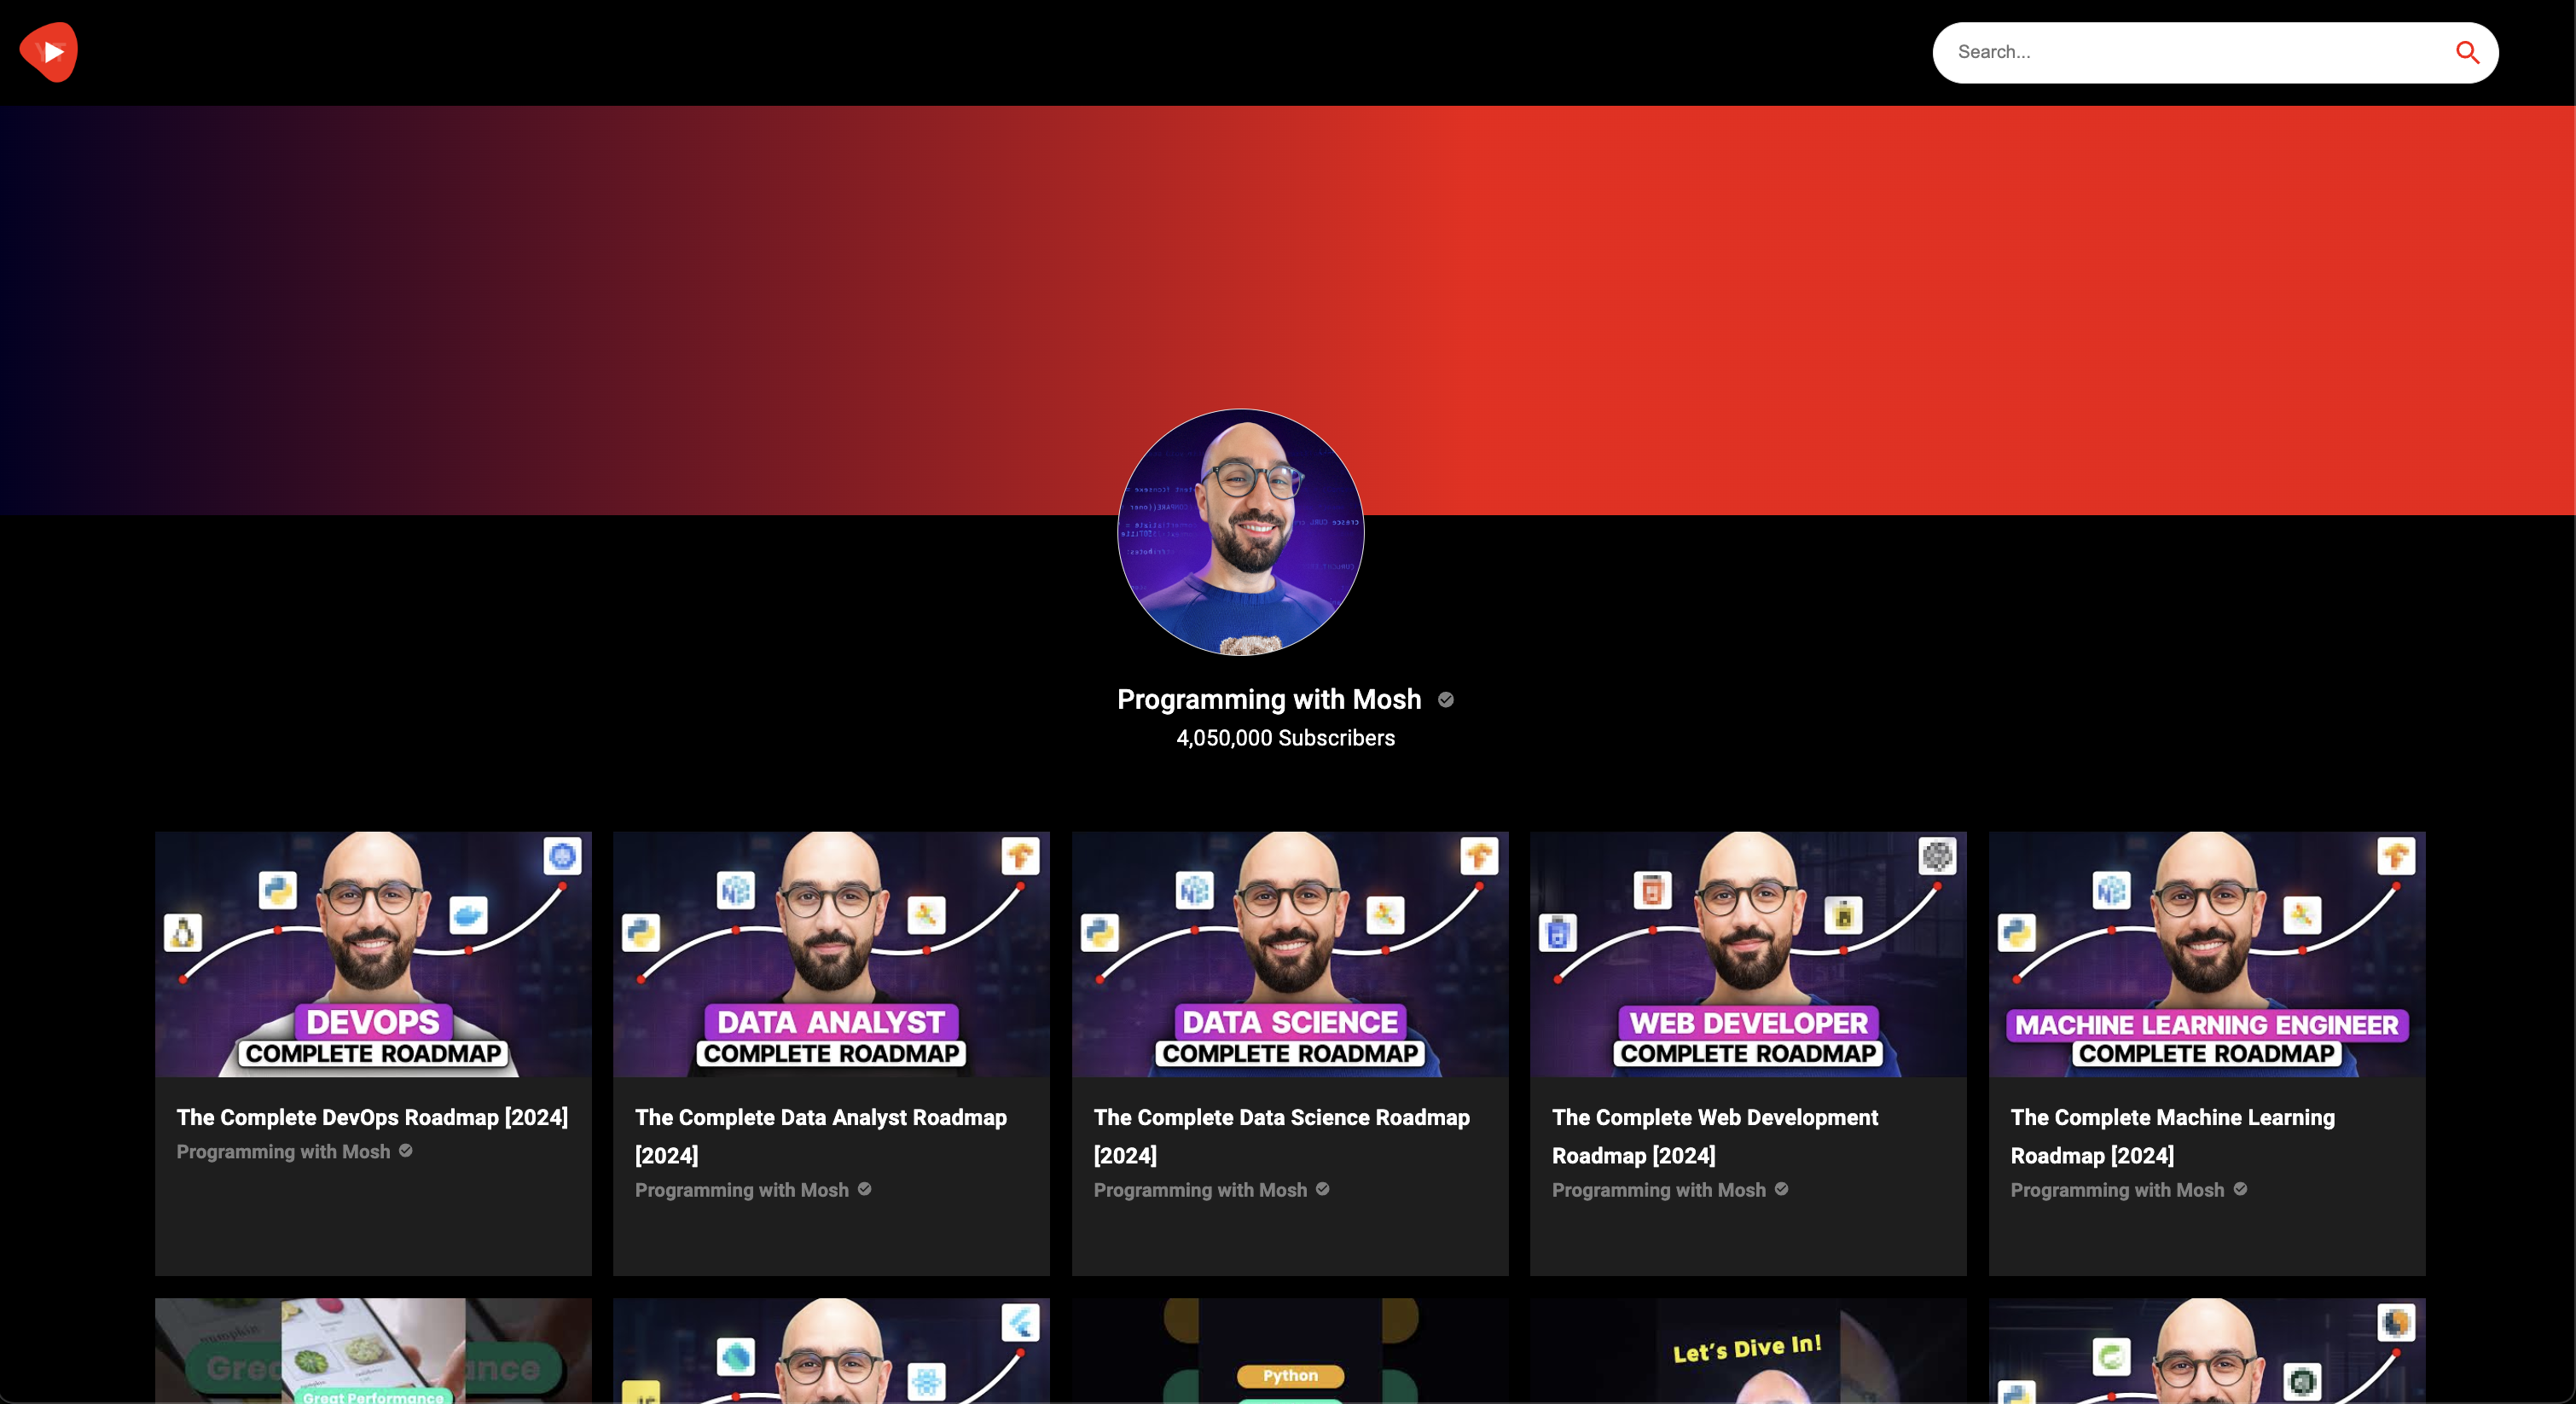 Search...
Programming with Mosh
4,050,000 Subscribers
DEVOPS
COMPLETE ROADMAP
The Complete DevOps Roadmap [2024]
Programming with Mosh
DATA ANALYST
COMPLETE ROADMAP
The Complete Data Analyst Roadmap
[2024]
Programming with Mosh
DATA SCIENCE
COMPLETE ROADMAP
The Complete Data Science Roadmap
[2024]
Programming with Mosh
WEB DEVELOPER
COMPLETE ROADMAP
The Complete Web Development
Roadmap [2024]
Programming with Mosh
MACHINE LEARNING ENGINEER
COMPLETE ROADMAP
The Complete Machine Learning
Roadmap [2024]
Programming with Mosh
Great Performance
Python
Let's Dive In!